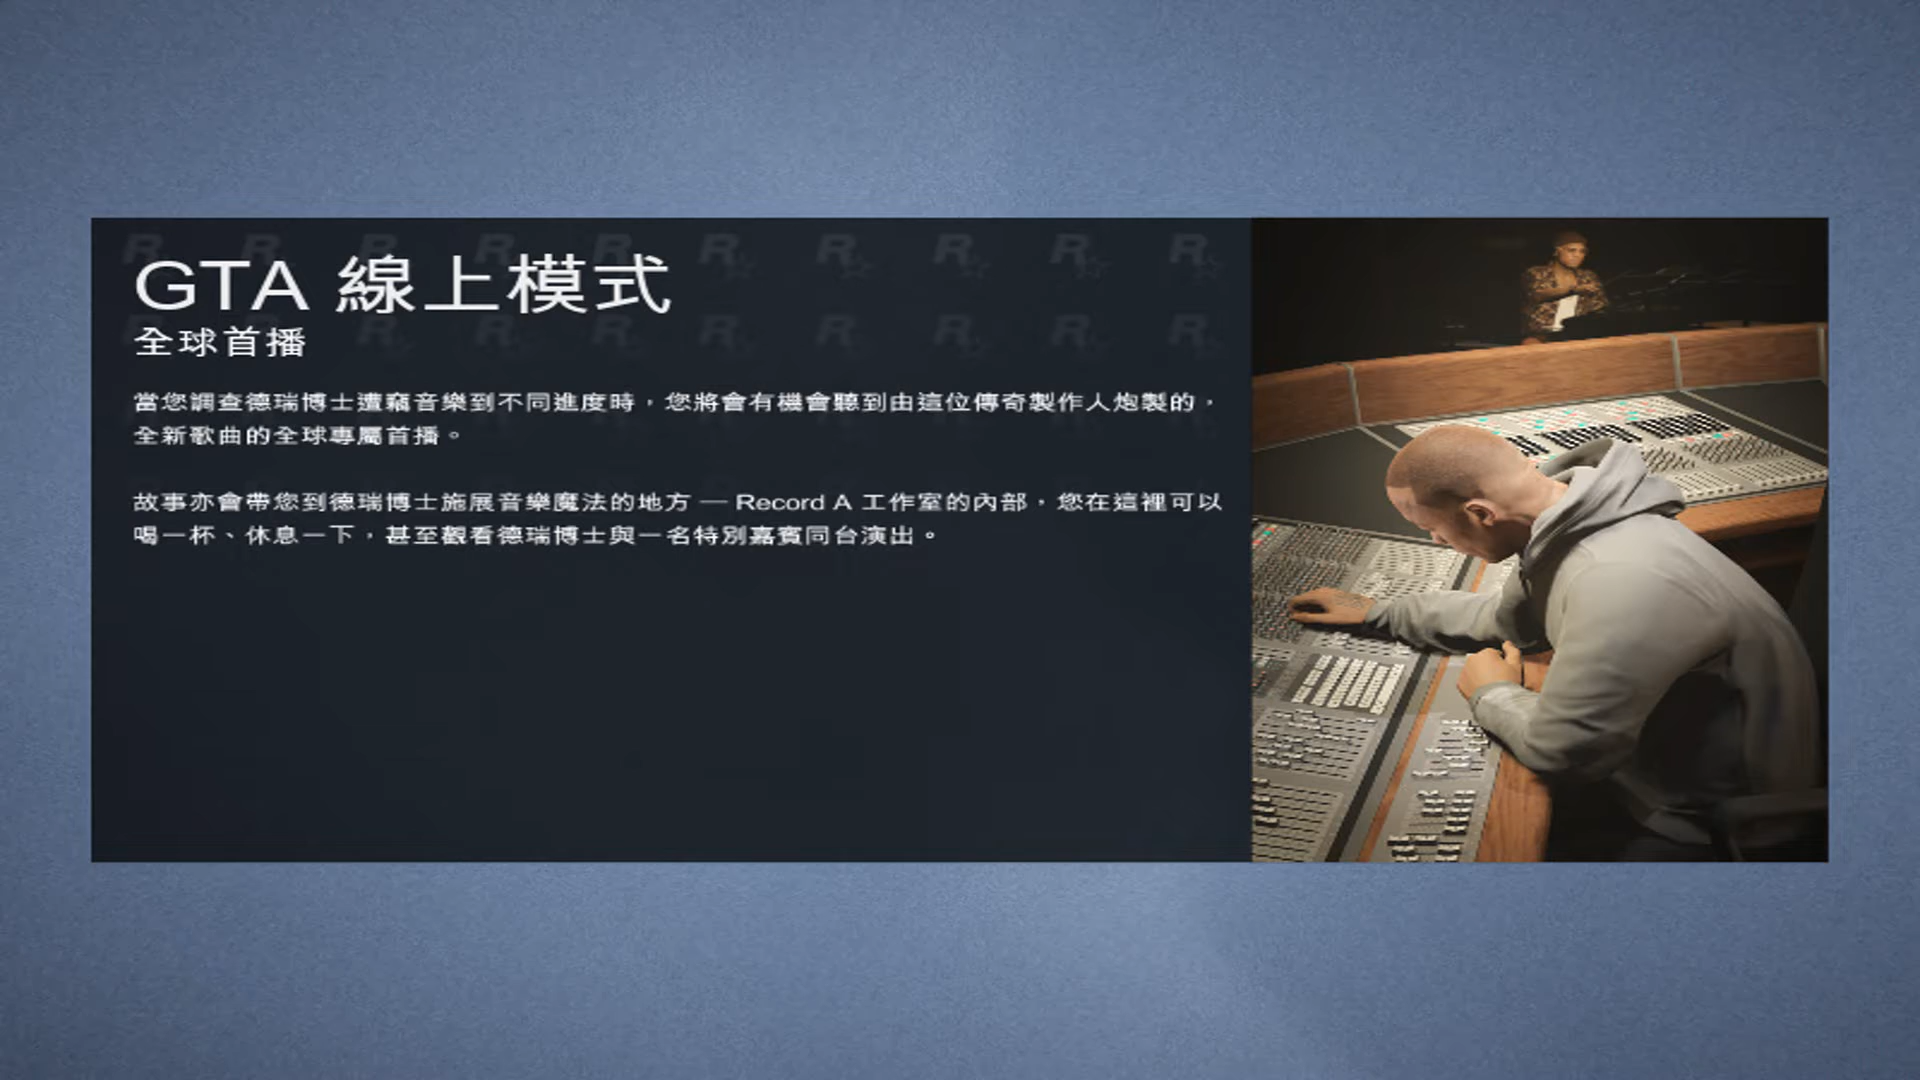 GTA 線上模式
全球首播
當您調查德瑞博士遭竊音樂到不同進度時，您將會有機會聽到由這位傳奇製作人炮製的，
全新歌曲的全球專屬首播。
故事亦會帶您到德瑞博士施展音樂魔法的地方 — Record A 工作室的內部，您在這裡可以
喝一杯、休息一下，甚至觀看德瑞博士與一名特別嘉賓同台演出。